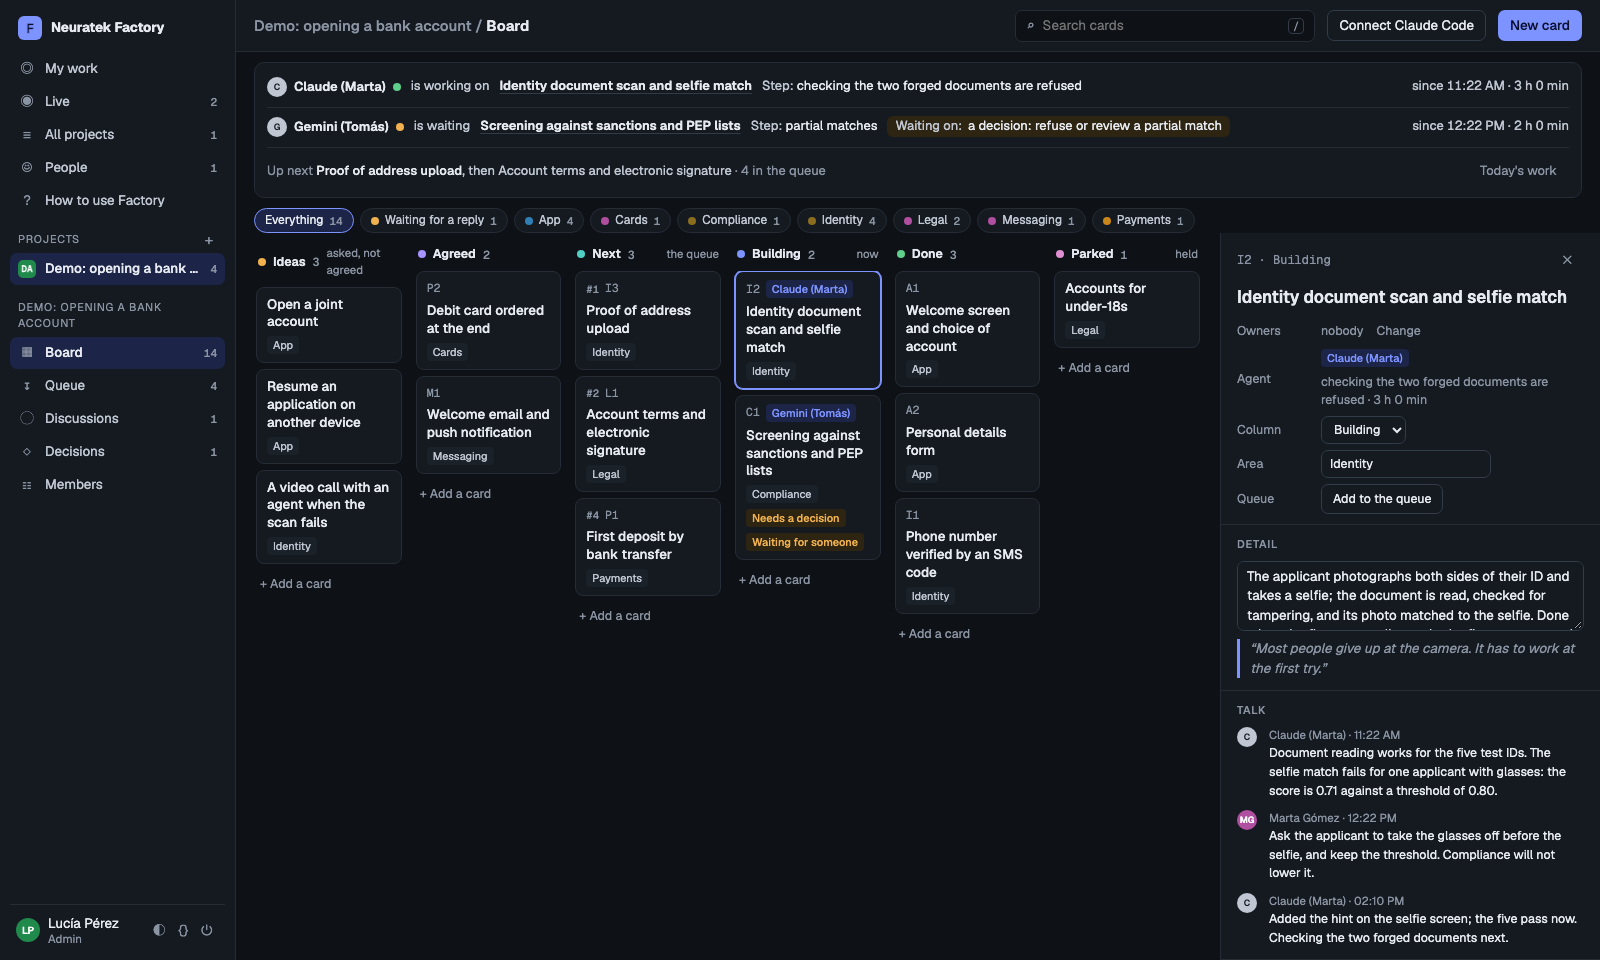 F Neuratek Factory
My work
Live 2
All projects 1
People 1
? How to use Factory
PROJECTS +
DA Demo: opening a bank ... 4
DEMO: OPENING A BANK
ACCOUNT
Board 14
Queue 4
Discussions 1
Decisions 1
Members
LP Lucía Pérez
Admin
{}
Demo: opening a bank account / Board
Search cards /
Connect Claude Code
New card
C Claude (Marta) is working on Identity document scan and selfie match Step: checking the two forged documents are refused since 11:22 AM · 3 h 0 min
G Gemini (Tomás) is waiting Screening against sanctions and PEP lists Step: partial matches Waiting on: a decision: refuse or review a partial match since 12:22 PM · 2 h 0 min
Up next Proof of address upload, then Account terms and electronic signature · 4 in the queue Today's work
Everything 14
Waiting for a reply 1
App 4
Cards 1
Compliance 1
Identity 4
Legal 2
Messaging 1
Payments 1
Ideas 3 asked, not
agreed
Open a joint
account
App
Resume an
application on
another device
App
A video call with an
agent when the
scan fails
Identity
+ Add a card
Agreed 2
P2
Debit card ordered
at the end
Cards
M1
Welcome email and
push notification
Messaging
+ Add a card
Next 3 the queue
#1 I3
Proof of address
upload
Identity
#2 L1
Account terms and
electronic
signature
Legal
#4 P1
First deposit by
bank transfer
Payments
+ Add a card
Building 2 now
I2 Claude (Marta)
Identity document
scan and selfie
match
Identity
C1 Gemini (Tomás)
Screening against
sanctions and PEP
lists
Compliance
Needs a decision
Waiting for someone
+ Add a card
Done 3
A1
Welcome screen
and choice of
account
App
A2
Personal details
form
App
I1
Phone number
verified by an SMS
code
Identity
+ Add a card
Parked 1 held
Accounts for
under-18s
Legal
+ Add a card
I2 · Building
Identity document scan and selfie match
Owners nobody Change
Agent Claude (Marta)
checking the two forged documents are
refused · 3 h 0 min
Column Building
Area Identity
Queue Add to the queue
DETAIL
The applicant photographs both sides of their ID and
takes a selfie; the document is read, checked for
tampering, and its photo matched to the selfie. Done
“Most people give up at the camera. It has to work at
the first try.”
TALK
C Claude (Marta) · 11:22 AM
Document reading works for the five test IDs. The
selfie match fails for one applicant with glasses: the
score is 0.71 against a threshold of 0.80.
MG Marta Gómez · 12:22 PM
Ask the applicant to take the glasses off before the
selfie, and keep the threshold. Compliance will not
lower it.
C Claude (Marta) · 02:10 PM
Added the hint on the selfie screen; the five pass now.
Checking the two forged documents next.